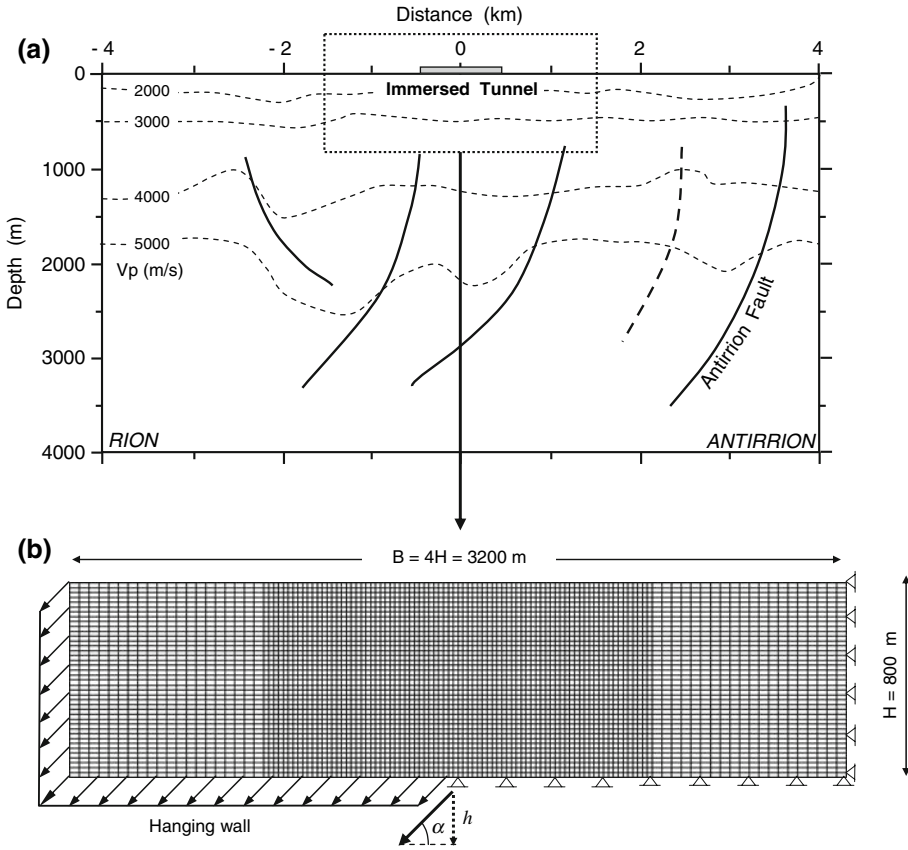 Distance (km)
(a)
- 4
- 2
0
2
4
0
Immersed Tunnel
2000
3000
1000
4000
5000
2000
Vp (m/s)
Depth (m)
3000
Antirrion Fault
RION
ANTIRRION
4000
(b)
B = 4H = 3200 m
H = 800 m
Hanging wall
α
h